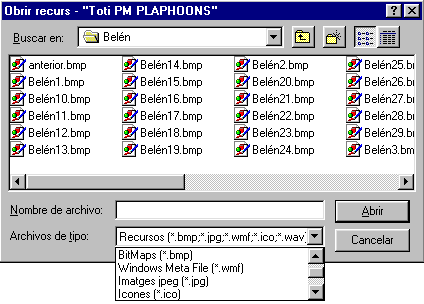 Obrir recurs - "Toti PM PLAPHOONS"
Buscar en: Belén
anterior.bmp Belén14.bmp Belén2.bmp Belén25.b
Belén1.bmp Belén15.bmp Belén20.bmp Belén26.b
Belén10.bmp Belén16.bmp Belén21.bmp Belén27.b
Belén11.bmp Belén17.bmp Belén22.bmp Belén28.b
Belén12.bmp Belén18.bmp Belén23.bmp Belén29.b
Belén13.bmp Belén19.bmp Belén24.bmp Belén3.bm
Nombre de archivo: Abrir
Archivos de tipo: Recursos (*.bmp;*.jpg;*.wmf;*.ico;*.wav) Cancelar
BitMaps (*.bmp)
Windows Meta File (*.wmf)
Imatges jpeg (*.jpg)
Icones (*.ico)